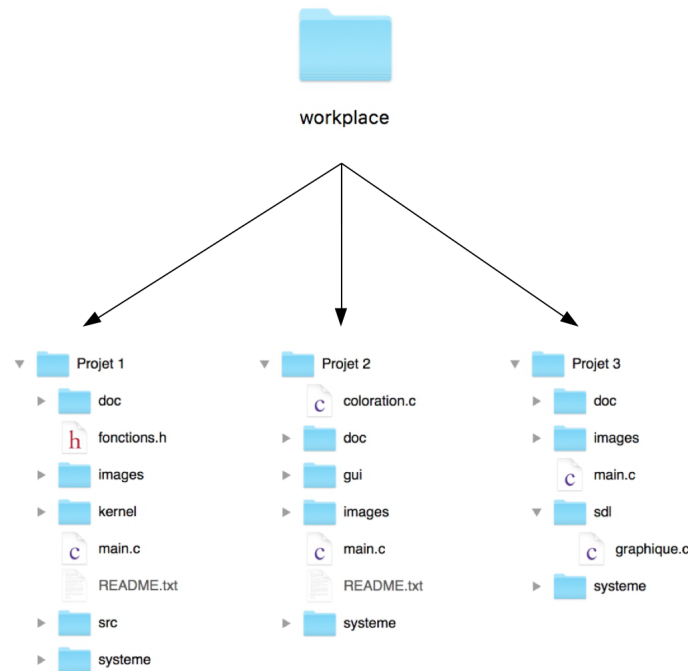 workplace
Projet 1
doc
h fonctions.h
images
kernel
c main.c
README.txt
src
systeme
Projet 2
c coloration.c
doc
gui
images
c main.c
README.txt
systeme
Projet 3
doc
images
c main.c
sdl
c graphique.c
systeme